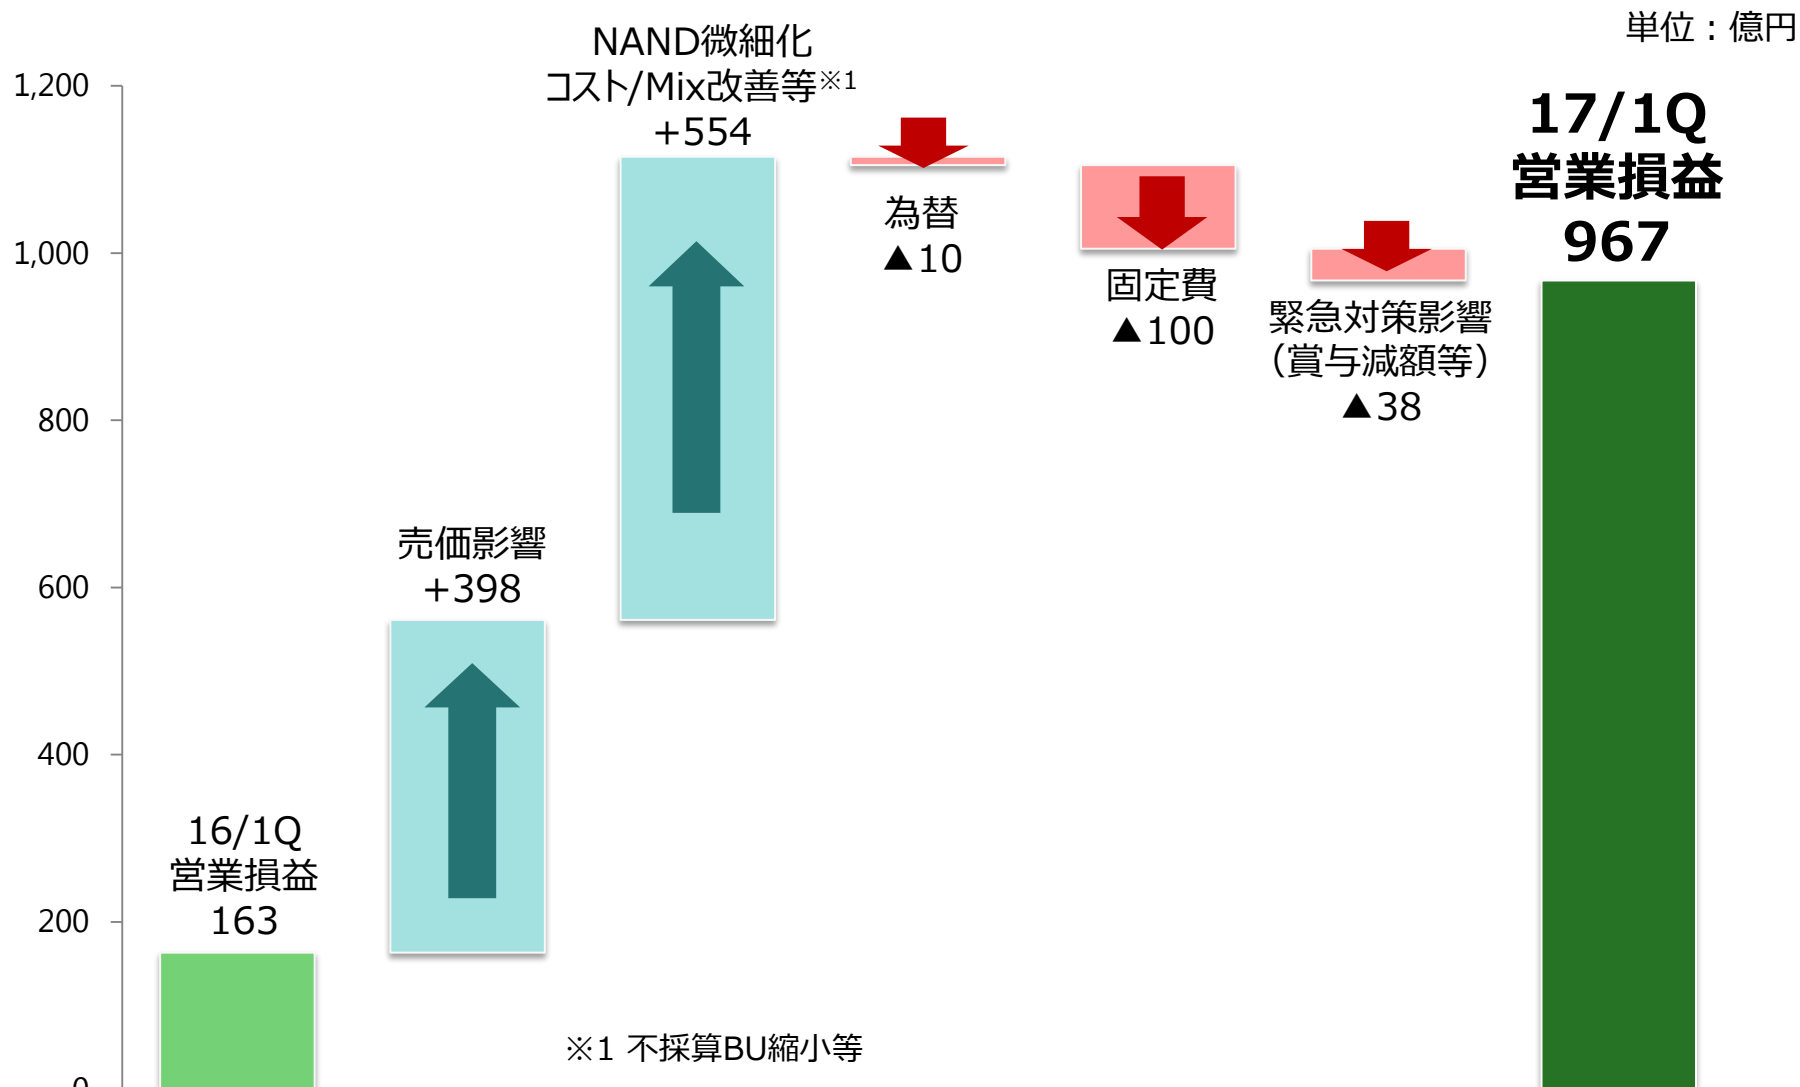 単位：億円
NAND微細化
コスト/Mix改善等※1
+554
17/1Q
営業損益
967
為替
▲10
固定費
▲100
緊急対策影響
（賞与減額等）
▲38
売価影響
+398
16/1Q
営業損益
163
1,200
1,000
800
600
400
200
0
※1 不採算BU縮小等